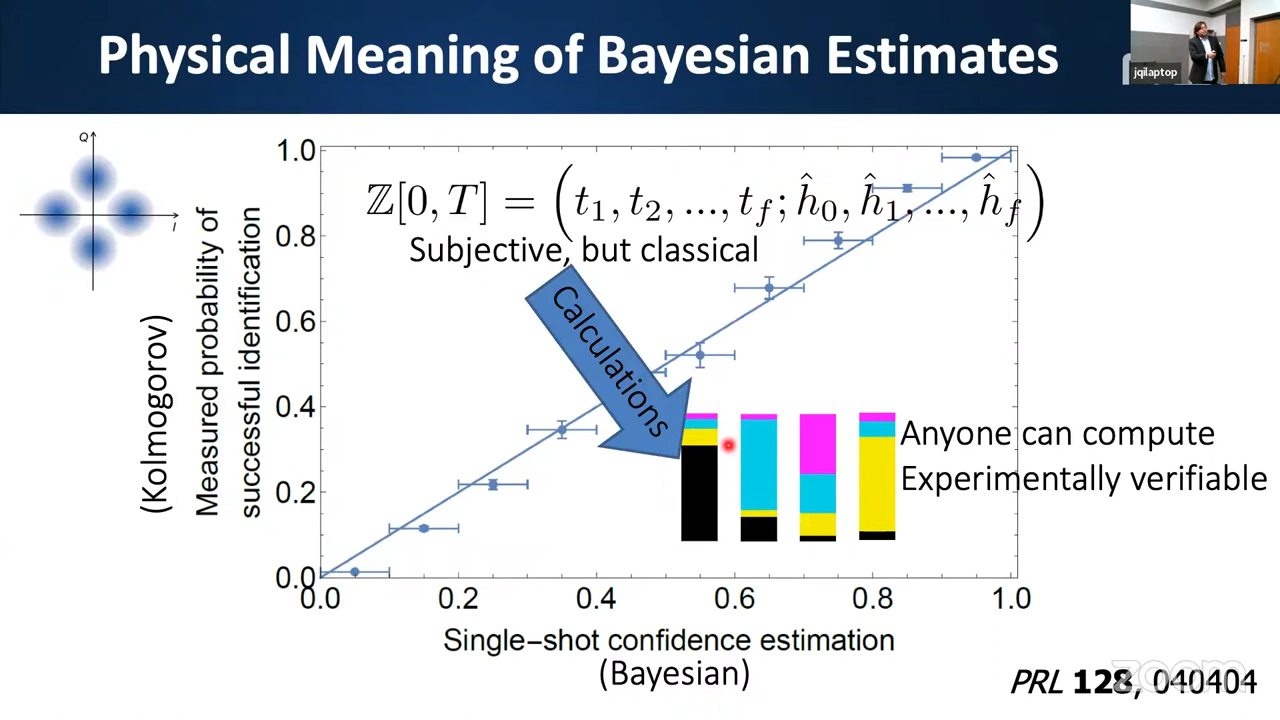 Physical Meaning of Bayesian Estimates
jqilaptop
Q
I
1.0
0.8
0.6
0.4
0.2
0.0
ℤ[0, T] = (t₁, t₂, ..., t_f; ĥ₀, ĥ₁, ..., ĥ_f)
Subjective, but classical
Calculations
(Kolmogorov)
Measured probability of
successful identification
Anyone can compute
Experimentally verifiable
0.0 0.2 0.4 0.6 0.8 1.0
Single-shot confidence estimation
(Bayesian)
PRL 128, 040404
zoom